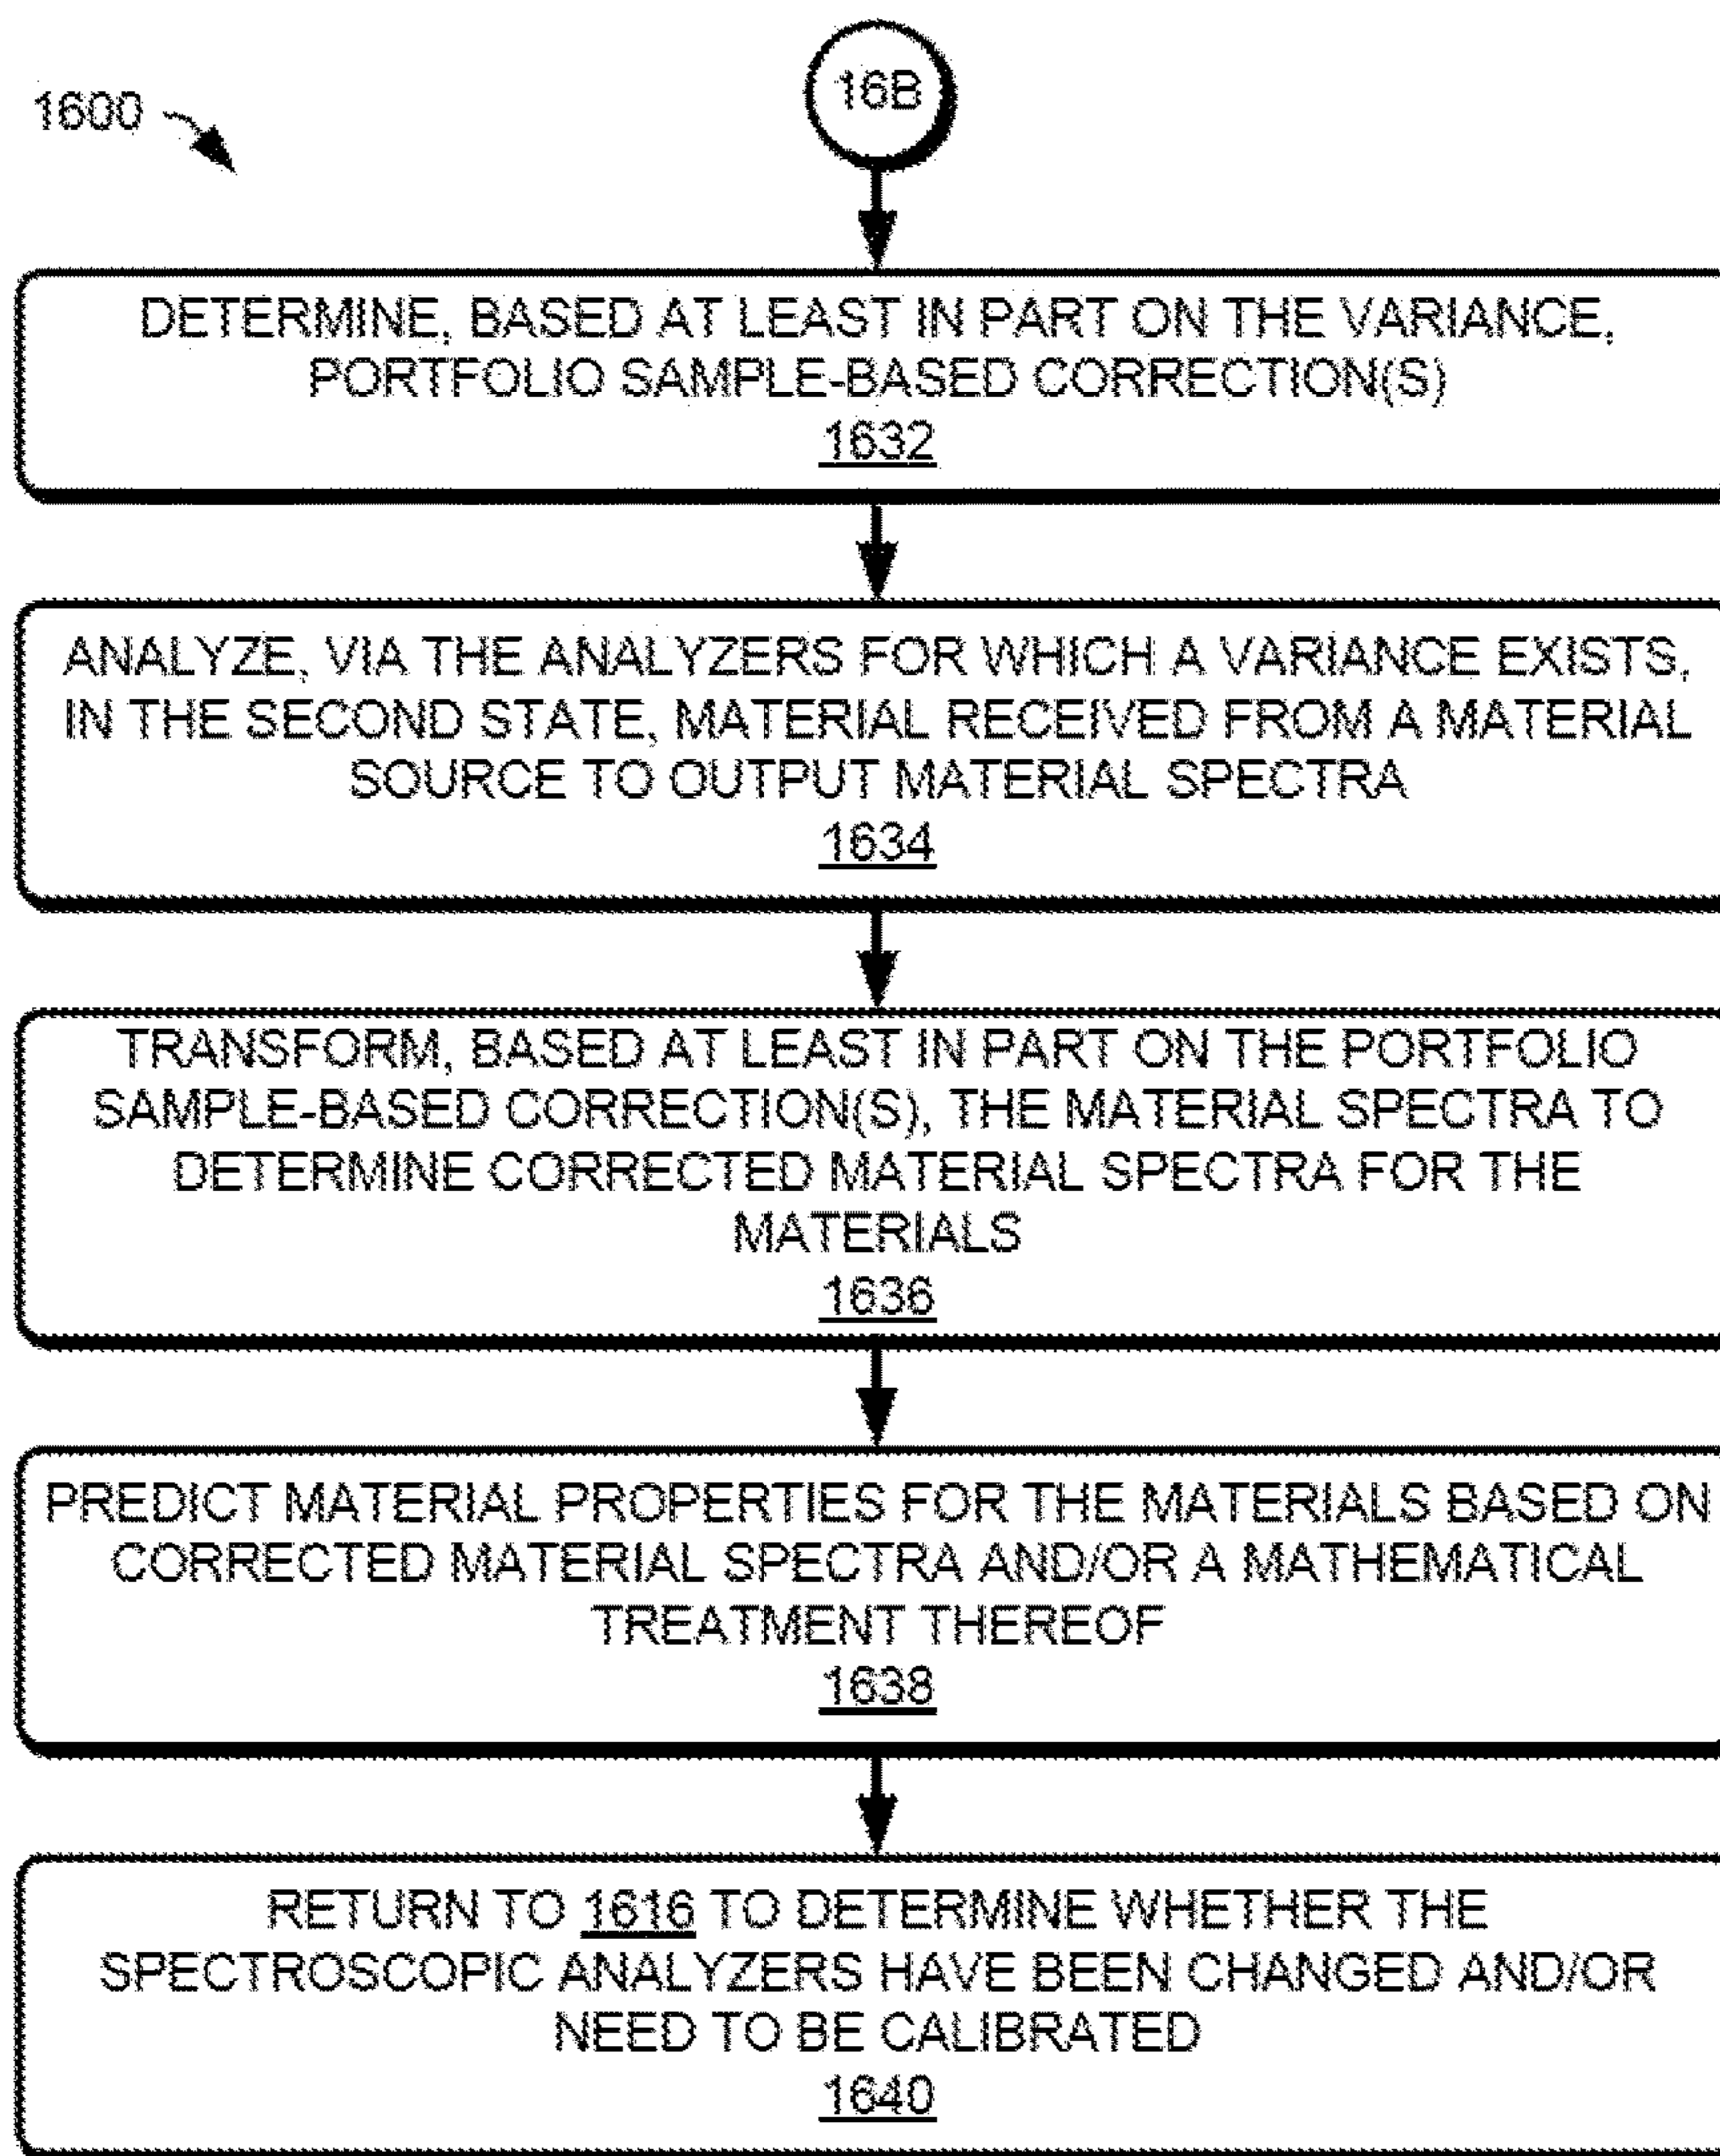 16B
1600
DETERMINE, BASED AT LEAST IN PART ON THE VARIANCE,
PORTFOLIO SAMPLE-BASED CORRECTION(S)
1632
ANALYZE, VIA THE ANALYZERS FOR WHICH A VARIANCE EXISTS,
IN THE SECOND STATE, MATERIAL RECEIVED FROM A MATERIAL
SOURCE TO OUTPUT MATERIAL SPECTRA
1634
TRANSFORM, BASED AT LEAST IN PART ON THE PORTFOLIO
SAMPLE-BASED CORRECTION(S), THE MATERIAL SPECTRA TO
DETERMINE CORRECTED MATERIAL SPECTRA FOR THE
MATERIALS
1636
PREDICT MATERIAL PROPERTIES FOR THE MATERIALS BASED ON
CORRECTED MATERIAL SPECTRA AND/OR A MATHEMATICAL
TREATMENT THEREOF
1638
RETURN TO 1616 TO DETERMINE WHETHER THE
SPECTROSCOPIC ANALYZERS HAVE BEEN CHANGED AND/OR
NEED TO BE CALIBRATED
1640